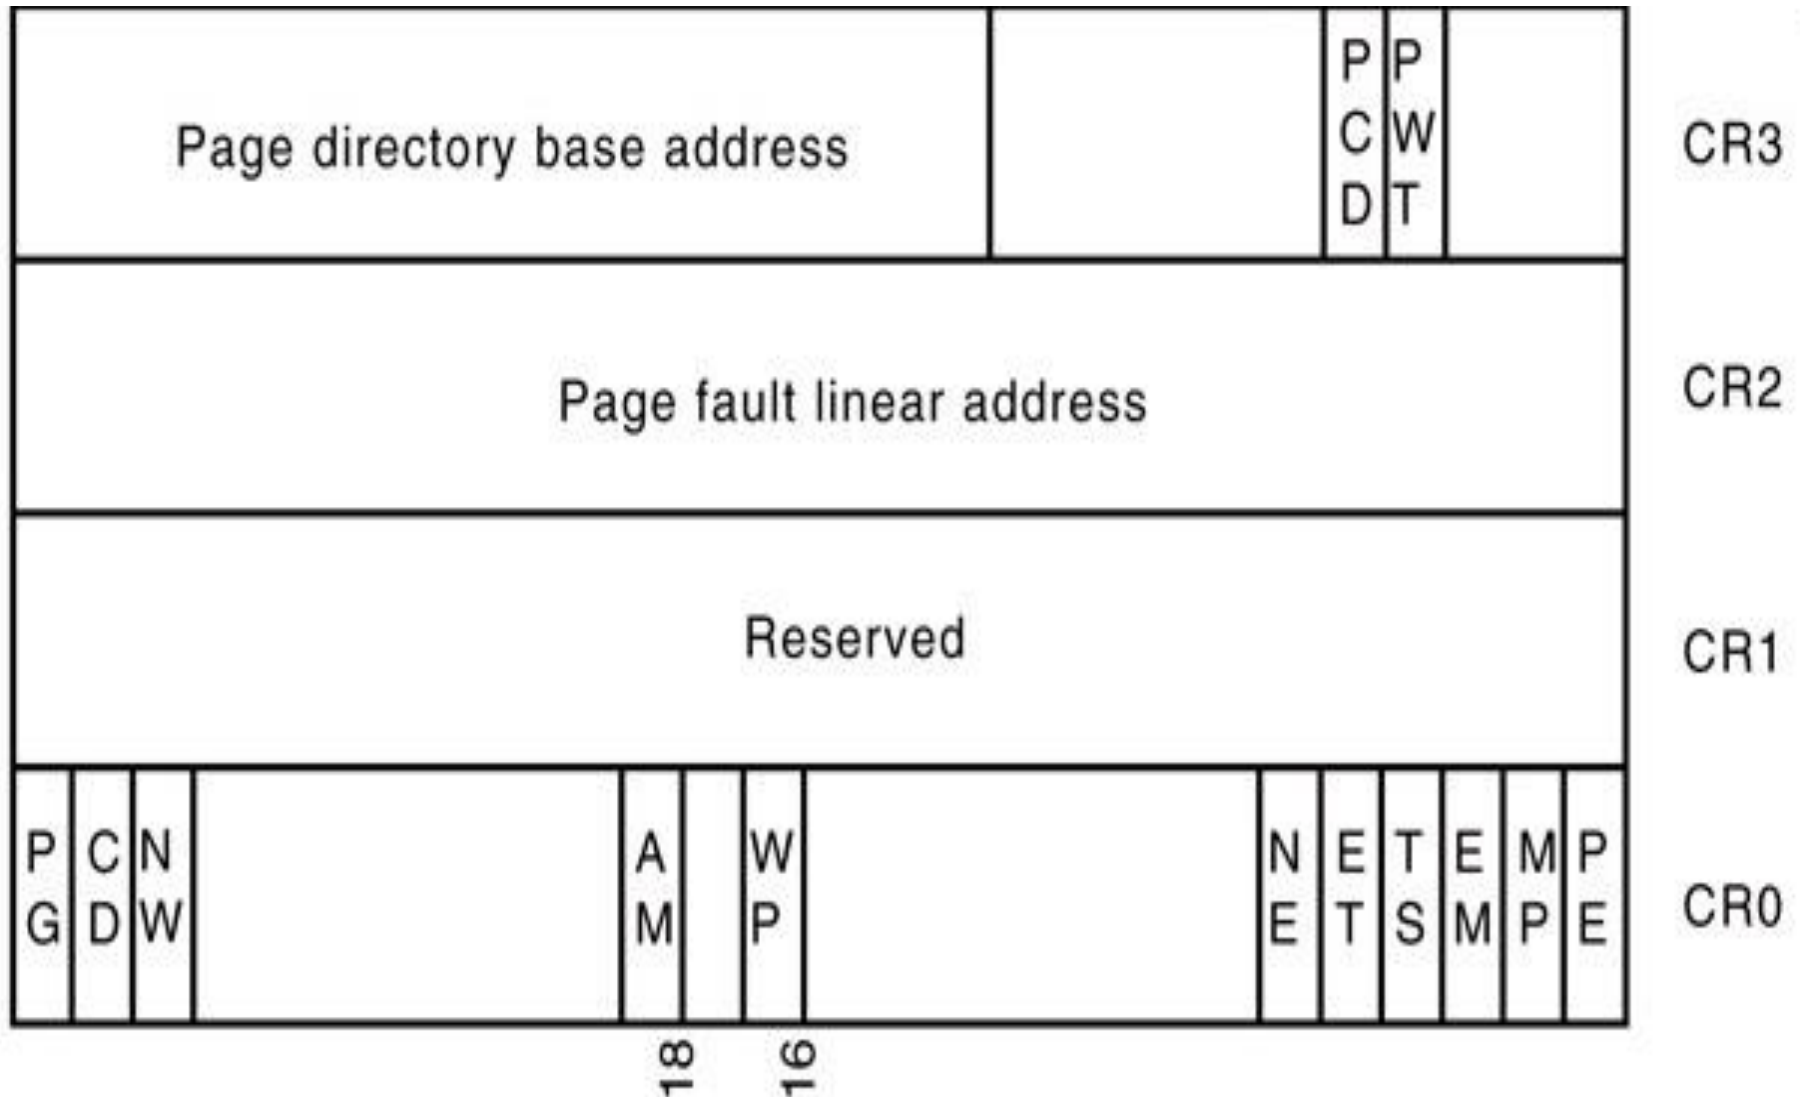 P P
C W
D T
Page directory base address
CR3
Page fault linear address
CR2
Reserved
CR1
P C N A W N E T E M P
G D W M P E T S M P E
CR0
18 16